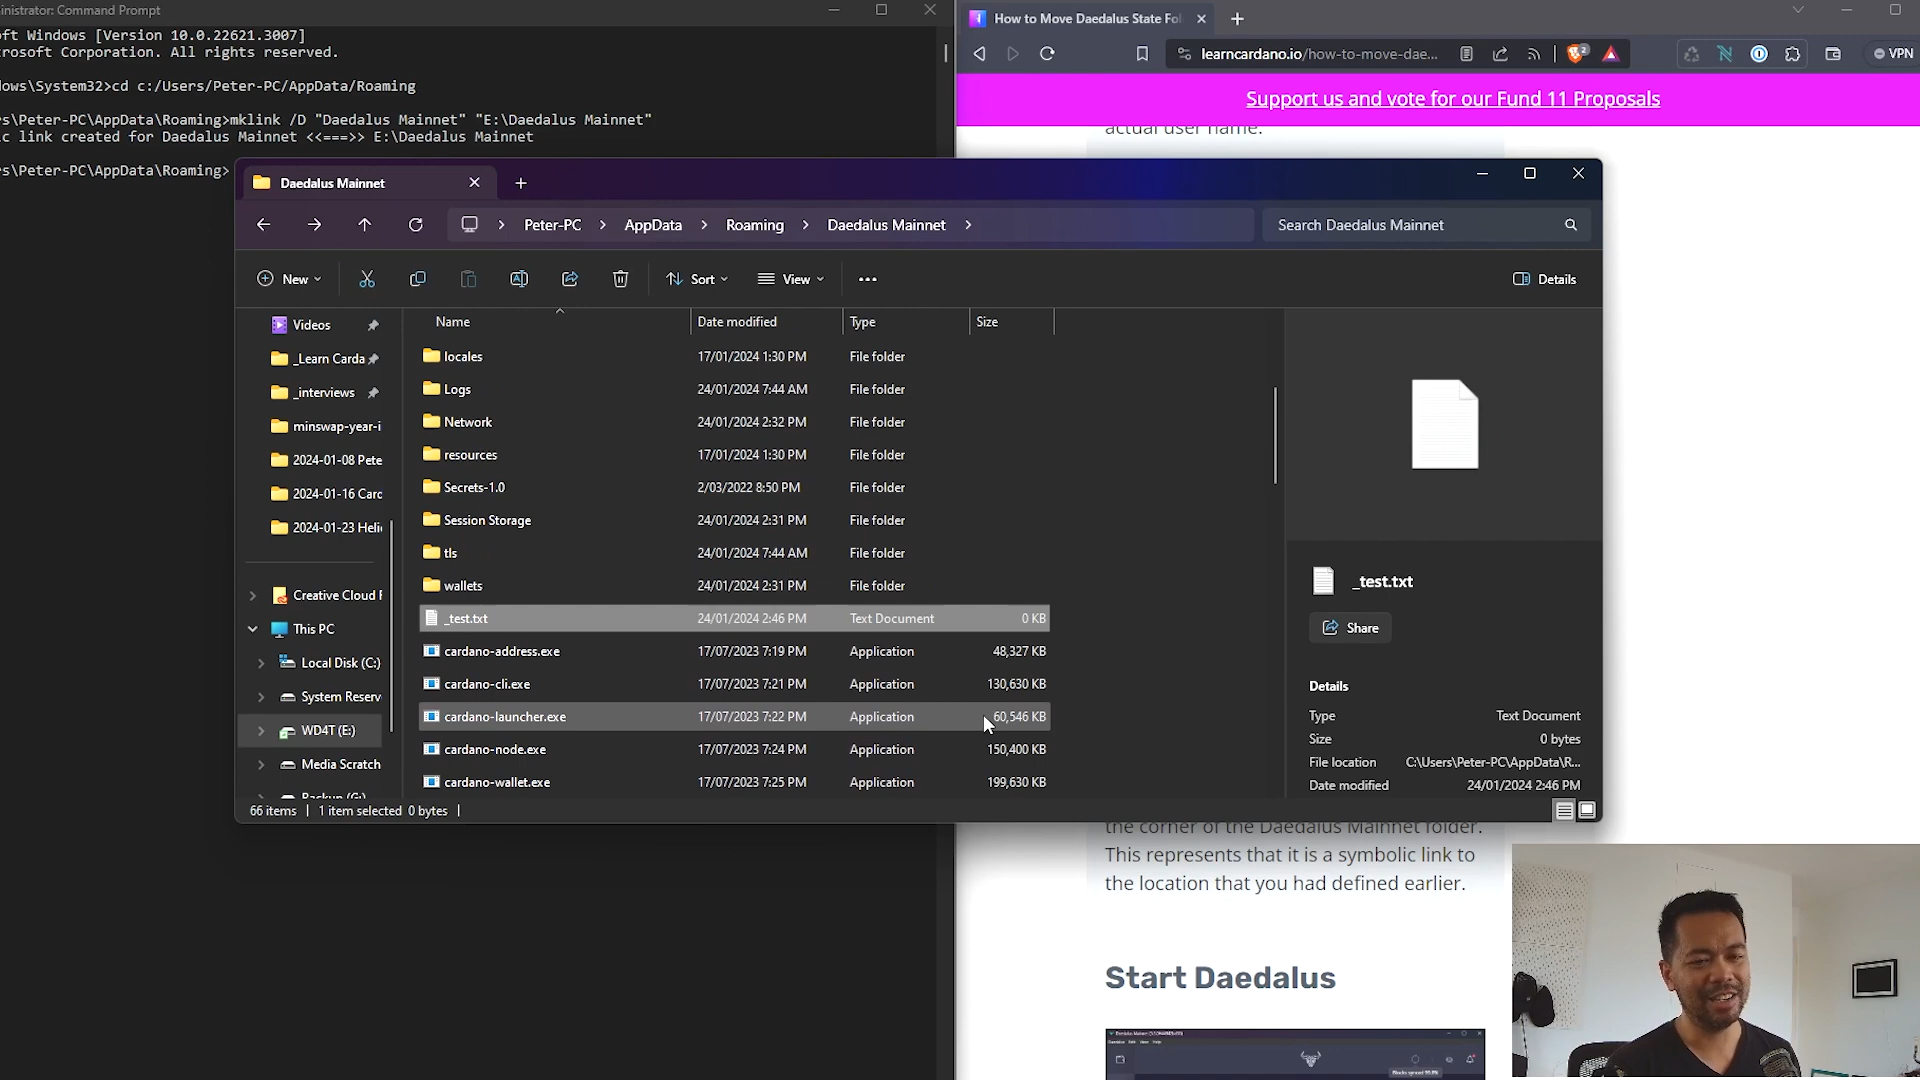 inistrator: Command Prompt
oft Windows [Version 10.0.22621.3007]
rosoft Corporation. All rights reserved.
ows\System32>cd c:/Users/Peter-PC/AppData/Roaming
rs\Peter-PC\AppData\Roaming>mklink /D "Daedalus Mainnet" "E:\Daedalus Mainnet"
ic link created for Daedalus Mainnet <<===>> E:\Daedalus Mainnet
rs\Peter-PC\AppData\Roaming>
How to Move Daedalus State Fol
learncardano.io/how-to-move-dae...
2
VPN
Support us and vote for our Fund 11 Proposals
actual user name.
Daedalus Mainnet
Peter-PC > AppData > Roaming > Daedalus Mainnet >
Search Daedalus Mainnet
New
Sort
View
Details
Videos
_Learn Carda
_interviews
minswap-year-i
2024-01-08 Pete
2024-01-16 Carc
2024-01-23 Heli
Creative Cloud F
This PC
Local Disk (C:)
System Reserv
WD4T (E:)
Media Scratch
Backup (G:)
Name Date modified Type Size
locales 17/01/2024 1:30 PM File folder
Logs 24/01/2024 7:44 AM File folder
Network 24/01/2024 2:32 PM File folder
resources 17/01/2024 1:30 PM File folder
Secrets-1.0 2/03/2022 8:50 PM File folder
Session Storage 24/01/2024 2:31 PM File folder
tls 24/01/2024 7:44 AM File folder
wallets 24/01/2024 2:31 PM File folder
_test.txt 24/01/2024 2:46 PM Text Document 0 KB
cardano-address.exe 17/07/2023 7:19 PM Application 48,327 KB
cardano-cli.exe 17/07/2023 7:21 PM Application 130,630 KB
cardano-launcher.exe 17/07/2023 7:22 PM Application 60,546 KB
cardano-node.exe 17/07/2023 7:24 PM Application 150,400 KB
cardano-wallet.exe 17/07/2023 7:25 PM Application 199,630 KB
_test.txt
Share
Details
Type Text Document
Size 0 bytes
File location C:\Users\Peter-PC\AppData\R...
Date modified 24/01/2024 2:46 PM
66 items
1 item selected 0 bytes
the corner of the Daedalus Mainnet folder.
This represents that it is a symbolic link to
the location that you had defined earlier.
Start Daedalus